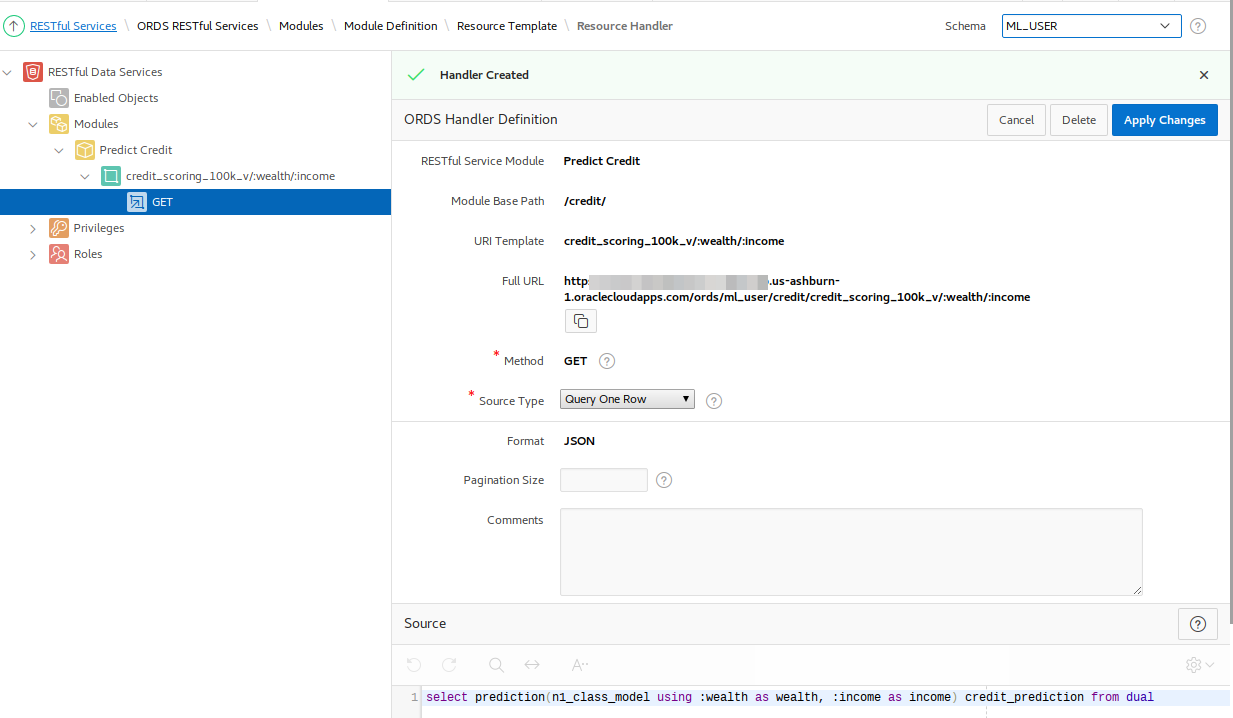 RESTful Services \ ORDS RESTful Services \ Modules \ Module Definition \ Resource Template \ Resource Handler
Schema ML_USER
RESTful Data Services
Enabled Objects
Modules
Predict Credit
credit_scoring_100k_v/:wealth/:income
GET
Privileges
Roles
Handler Created
ORDS Handler Definition
Cancel Delete Apply Changes
RESTful Service Module Predict Credit
Module Base Path /credit/
URI Template credit_scoring_100k_v/:wealth/:income
Full URL http .us-ashburn-
1.oraclecloudapps.com/ords/ml_user/credit/credit_scoring_100k_v/:wealth/:income
* Method GET ?
* Source Type Query One Row ?
Format JSON
Pagination Size ?
Comments
Source ?
A
1 select prediction(n1_class_model using :wealth as wealth, :income as income) credit_prediction from dual